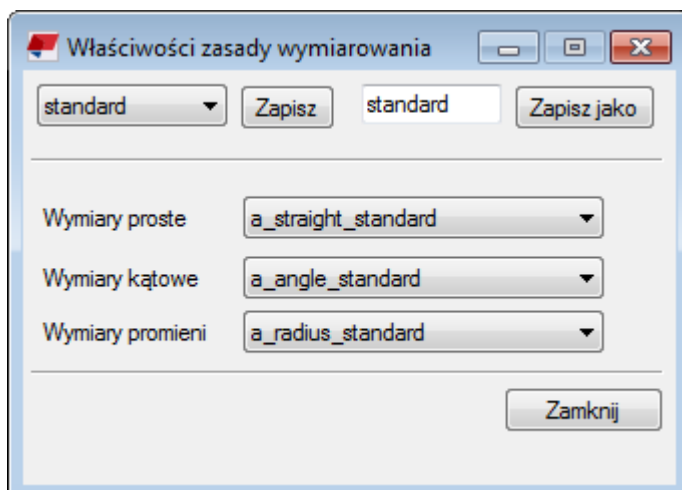 Właściwości zasady wymiarowania
standard Zapisz standard Zapisz jako
Wymiary proste a_straight_standard
Wymiary kątowe a_angle_standard
Wymiary promieni a_radius_standard
Zamknij